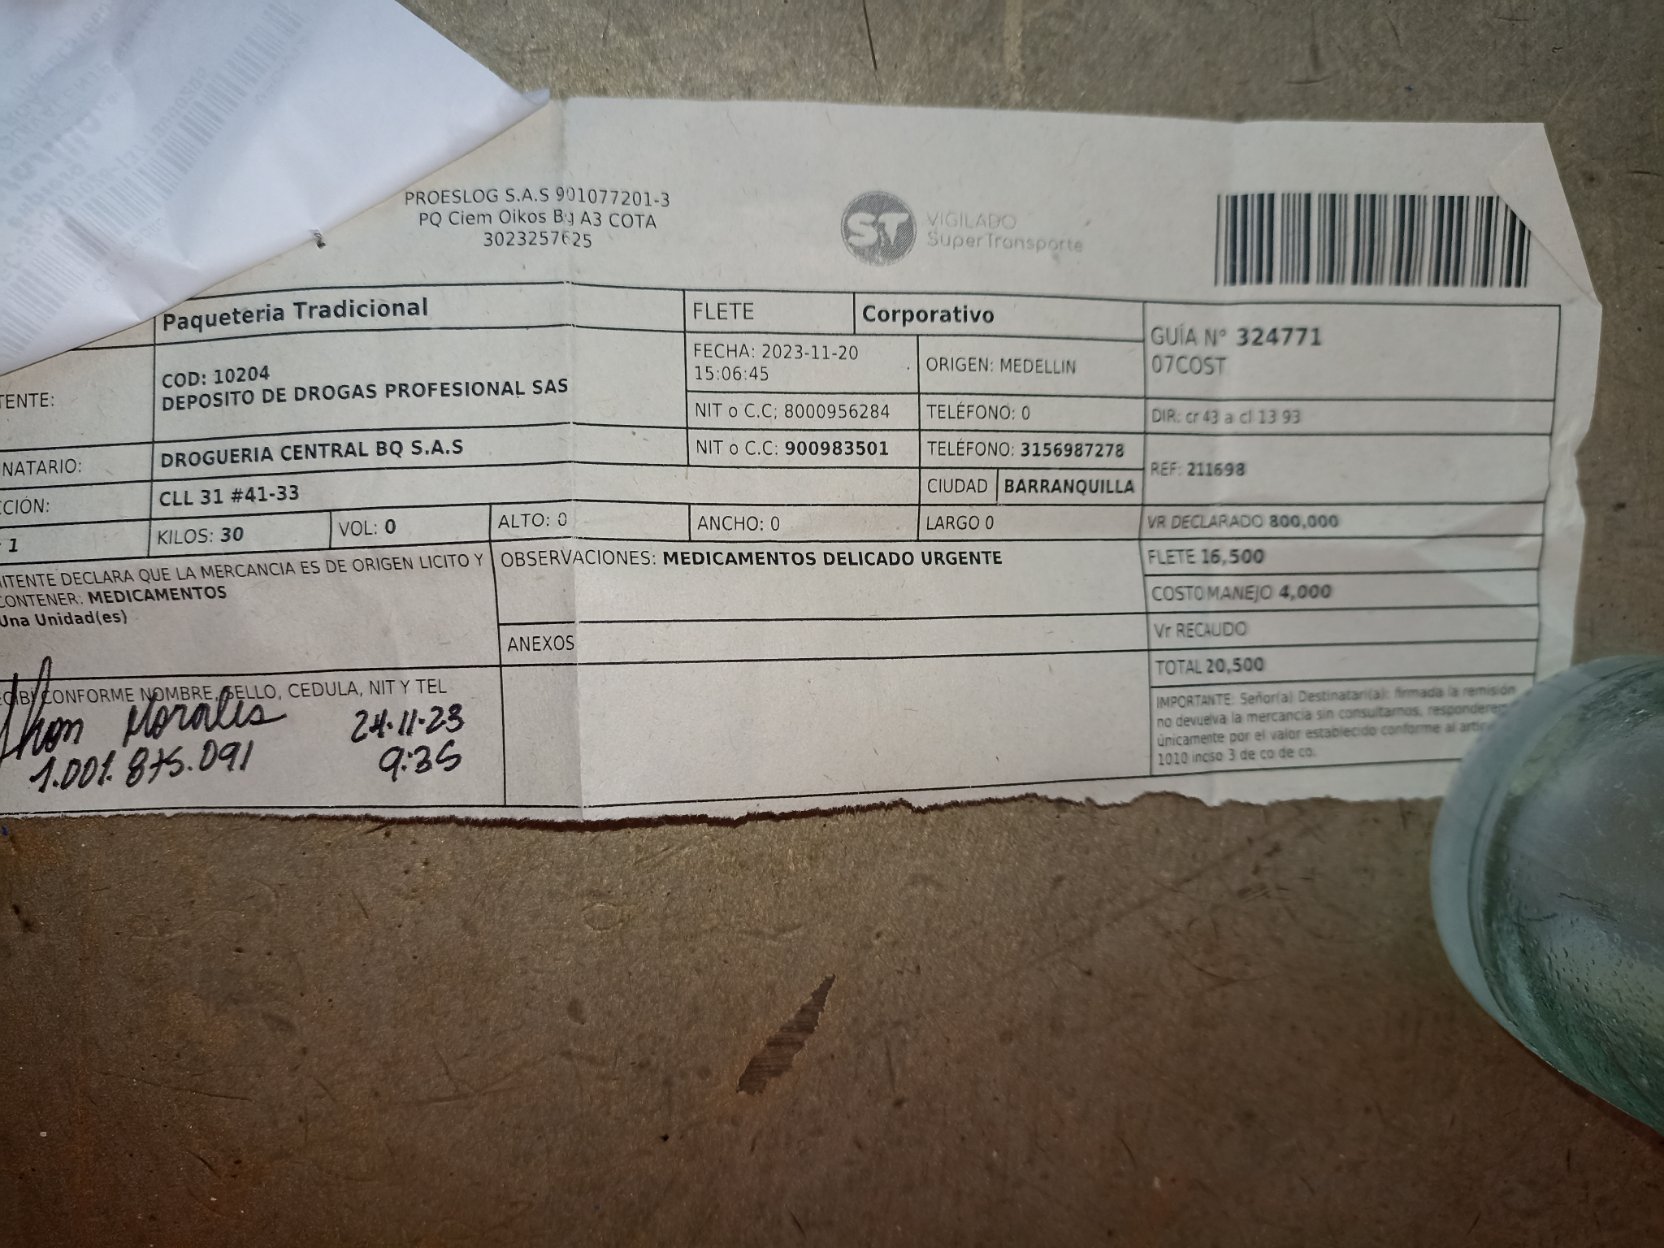 PROESLOG S.A.S 901077201-3
PQ Ciem Oikos Bg A3 COTA
3023257625
ST VIGILADO
SuperTransporte
Paqueteria Tradicional
FLETE
Corporativo
GUÍA N° 324771
07COST
TENTE:
COD: 10204
DEPOSITO DE DROGAS PROFESIONAL SAS
FECHA: 2023-11-20
15:06:45
ORIGEN: MEDELLIN
NIT o C.C: 8000956284
TELÉFONO: 0
DIR: cr 43 a cl 13 93
NATARIO:
DROGUERIA CENTRAL BQ S.A.S
NIT o C.C: 900983501
TELÉFONO: 3156987278
REF: 211698
CCIÓN:
CLL 31 #41-33
CIUDAD
BARRANQUILLA
1
KILOS: 30
VOL: 0
ALTO: 0
ANCHO: 0
LARGO 0
VR DECLARADO 800,000
ITENTE DECLARA QUE LA MERCANCIA ES DE ORIGEN LICITO Y
CONTENER: MEDICAMENTOS
Una Unidad(es)
OBSERVACIONES: MEDICAMENTOS DELICADO URGENTE
FLETE 16,500
COSTO MANEJO 4,000
ANEXOS
Vr RECAUDO
TOTAL 20,500
CONFORME NOMBRE, SELLO, CEDULA, NIT Y TEL
Jhon Morales
24-11-23
1.001.875.091
9:35
IMPORTANTE: Señor(a) Destinatari(a): firmada la remisión
no devuelva la mercancia sin consultarnos, responderem
únicamente por el valor establecido conforme al
1010 inciso 3 de co de co.